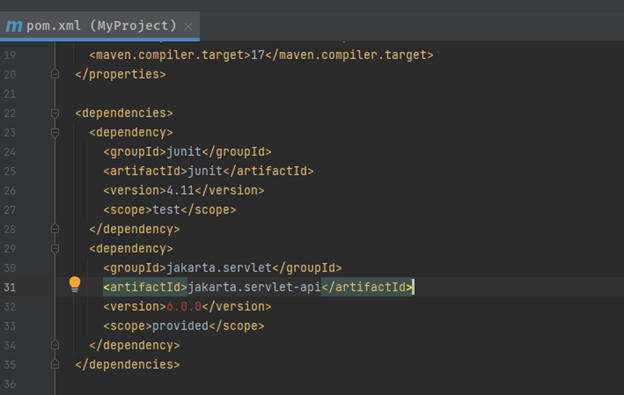 m pom.xml (MyProject) ×
19 <maven.compiler.target>17</maven.compiler.target>
20 </properties>
21
22 <dependencies>
23 <dependency>
24 <groupId>junit</groupId>
25 <artifactId>junit</artifactId>
26 <version>4.11</version>
27 <scope>test</scope>
28 </dependency>
29 <dependency>
30 <groupId>jakarta.servlet</groupId>
31 <artifactId>jakarta.servlet-api</artifactId>
32 <version>6.0.0</version>
33 <scope>provided</scope>
34 </dependency>
35 </dependencies>
36